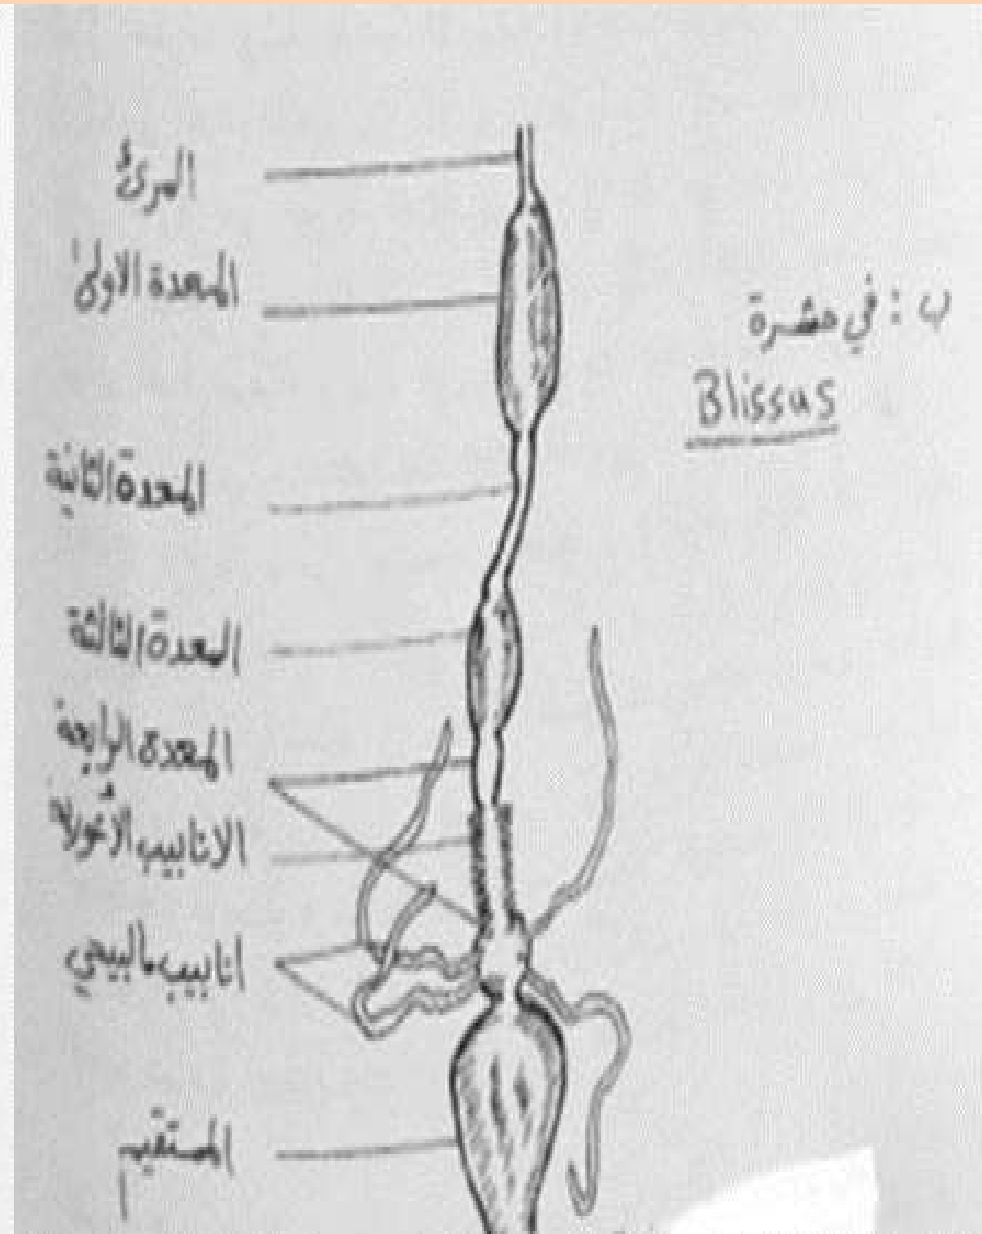 المرئ
المعدة الاولى
ب : في حشرة
Blissus
المعدة الثانية
المعدة الثالثة
المعدة الرابعة
الانابيب الأعورية
انابيب مالبيجي
المستقيم